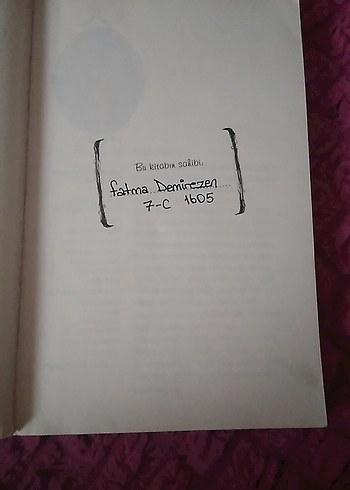 Bu kitabın sahibi:
fatma Demirezen....
7-C 1605